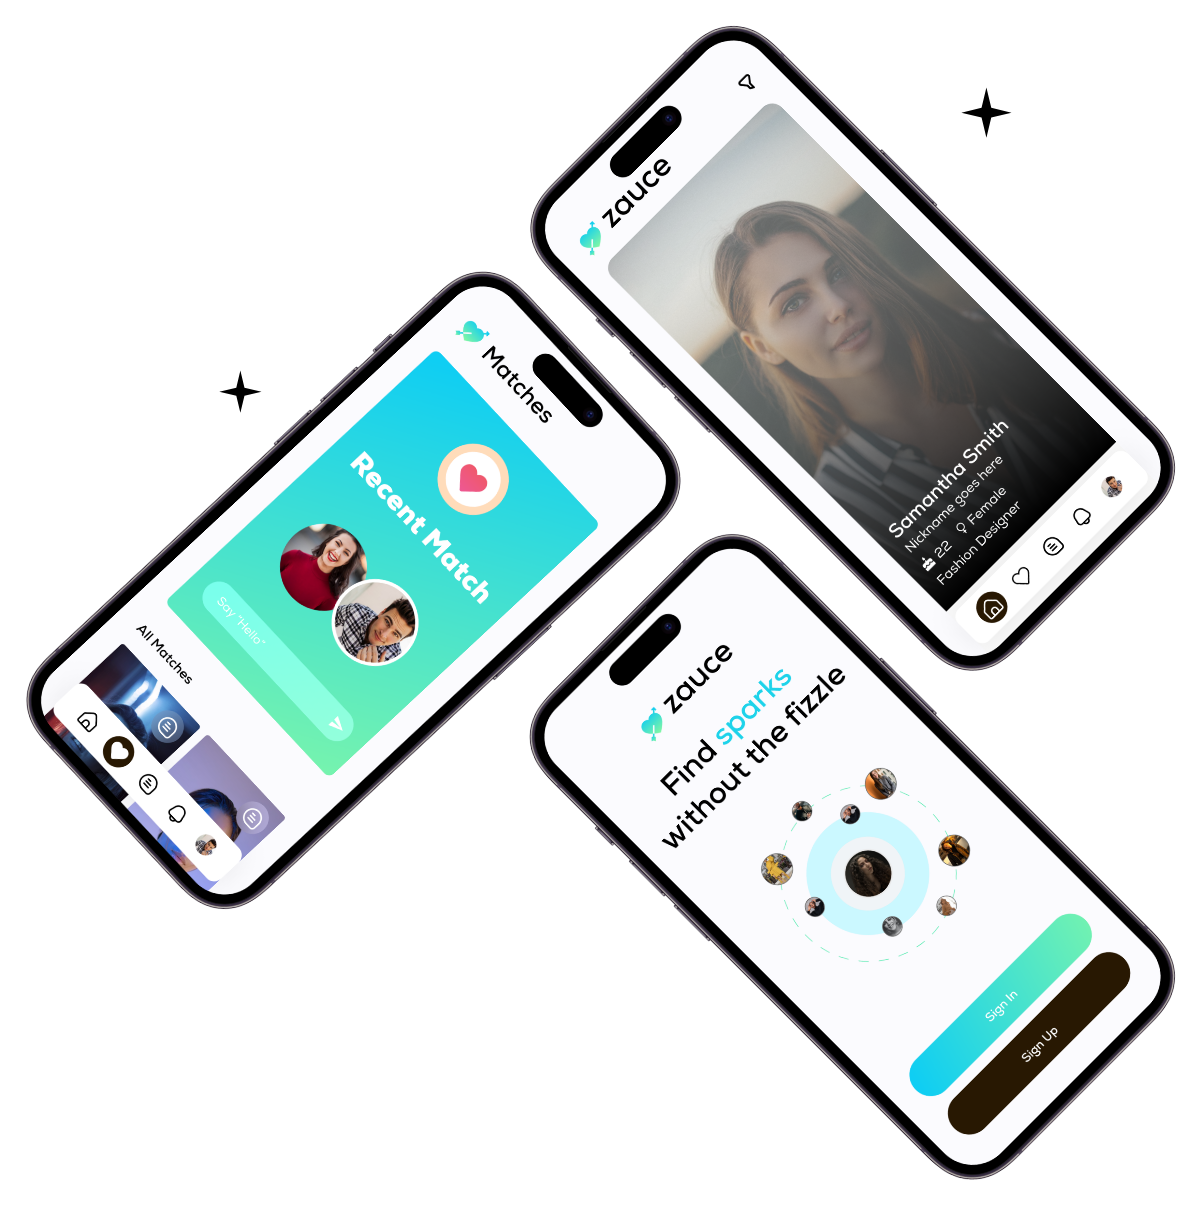 zauce
Samantha Smith
Nickname goes here
22 Female
Fashion Designer
Matches
Recent Match
Say "Hello"
All Matches
zauce
Find sparks
without the fizzle
Sign In
Sign Up